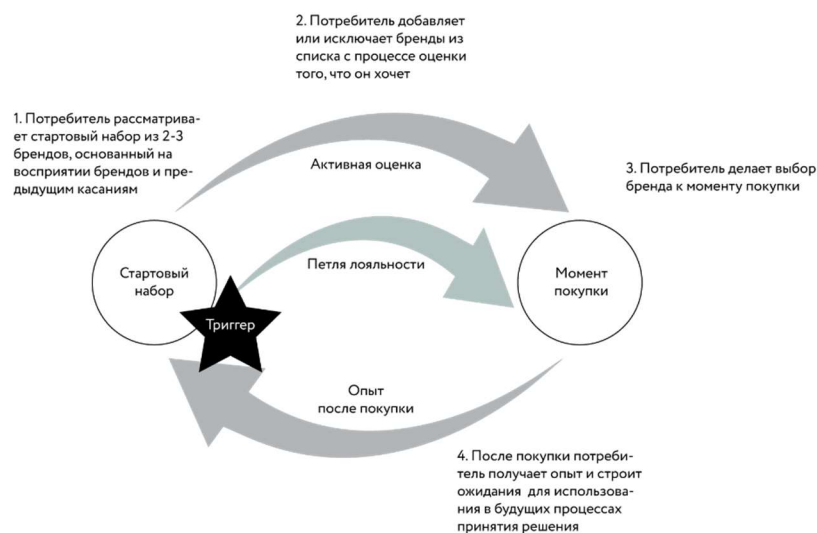 2. Потребитель добавляет
или исключает бренды из
списка с процессе оценки
того, что он хочет
1. Потребитель рассматрива-
ет стартовый набор из 2-3
брендов, основанный на
восприятии брендов и пре-
дыдущим касаниям
Активная оценка
3. Потребитель делает выбор
бренда к моменту покупки
Стартовый
набор
Триггер
Петля лояльности
Момент
покупки
Опыт
после покупки
4. После покупки потреби-
тель получает опыт и строит
ожидания для использова-
ния в будущих процессах
принятия решения